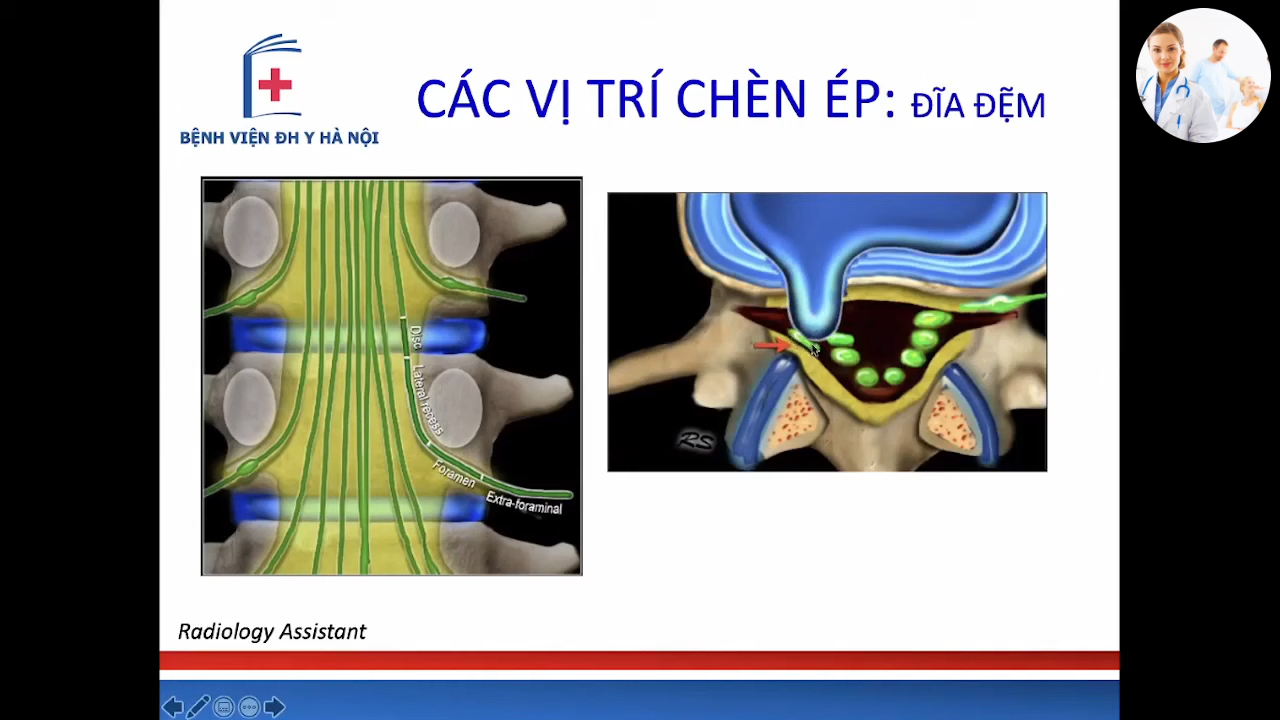 CÁC VỊ TRÍ CHÈN ÉP: ĐĨA ĐỆM
BỆNH VIỆN ĐH Y HÀ NỘI
Disc
Lateral recess
Foramen
Extra-foraminal
RS
Radiology Assistant